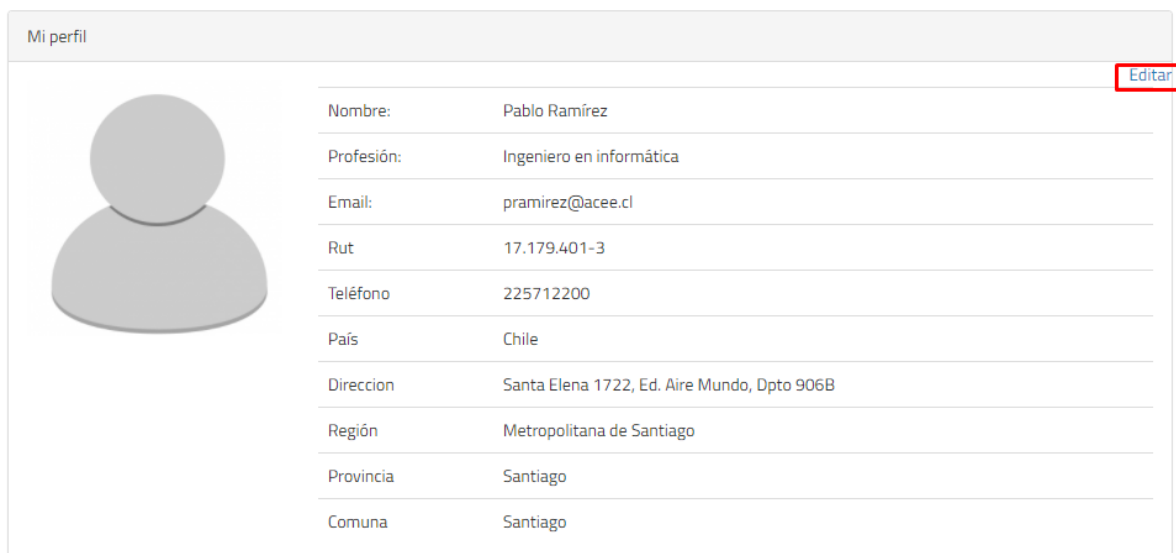 Mi perfil
Editar
Nombre: Pablo Ramírez
Profesión: Ingeniero en informática
Email: pramirez@acee.cl
Rut 17.179.401-3
Teléfono 225712200
País Chile
Direccion Santa Elena 1722, Ed. Aire Mundo, Dpto 906B
Región Metropolitana de Santiago
Provincia Santiago
Comuna Santiago